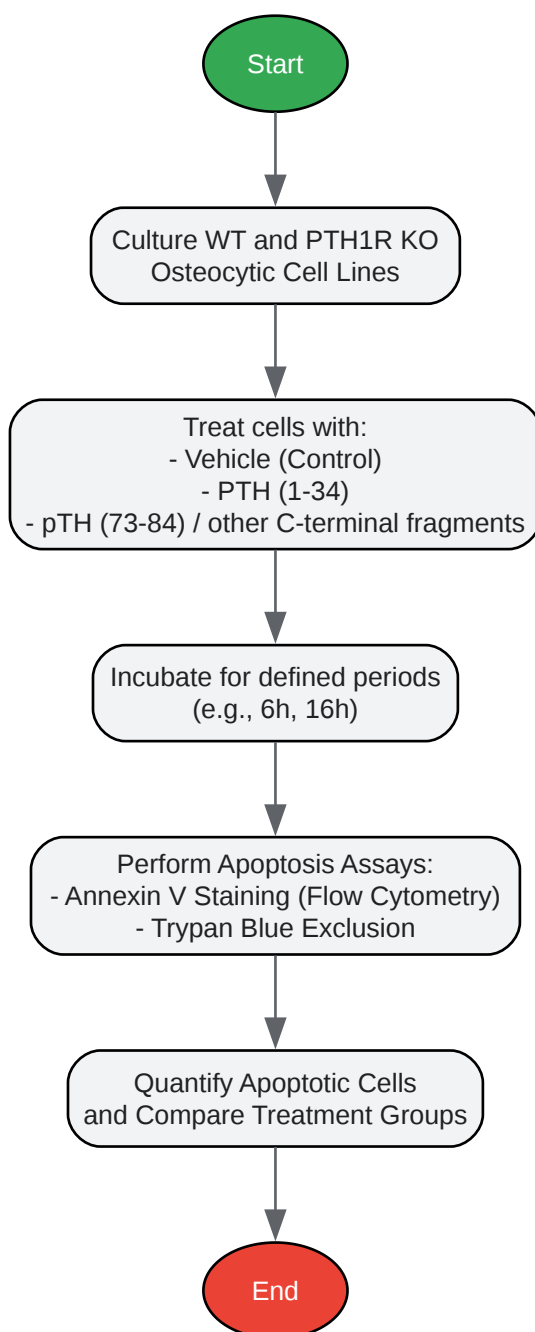 Start
Culture WT and PTH1R KO
Osteocytic Cell Lines
Treat cells with:
- Vehicle (Control)
- PTH (1-34)
- pTH (73-84) / other C-terminal fragments
Incubate for defined periods
(e.g., 6h, 16h)
Perform Apoptosis Assays:
- Annexin V Staining (Flow Cytometry)
- Trypan Blue Exclusion
Quantify Apoptotic Cells
and Compare Treatment Groups
End